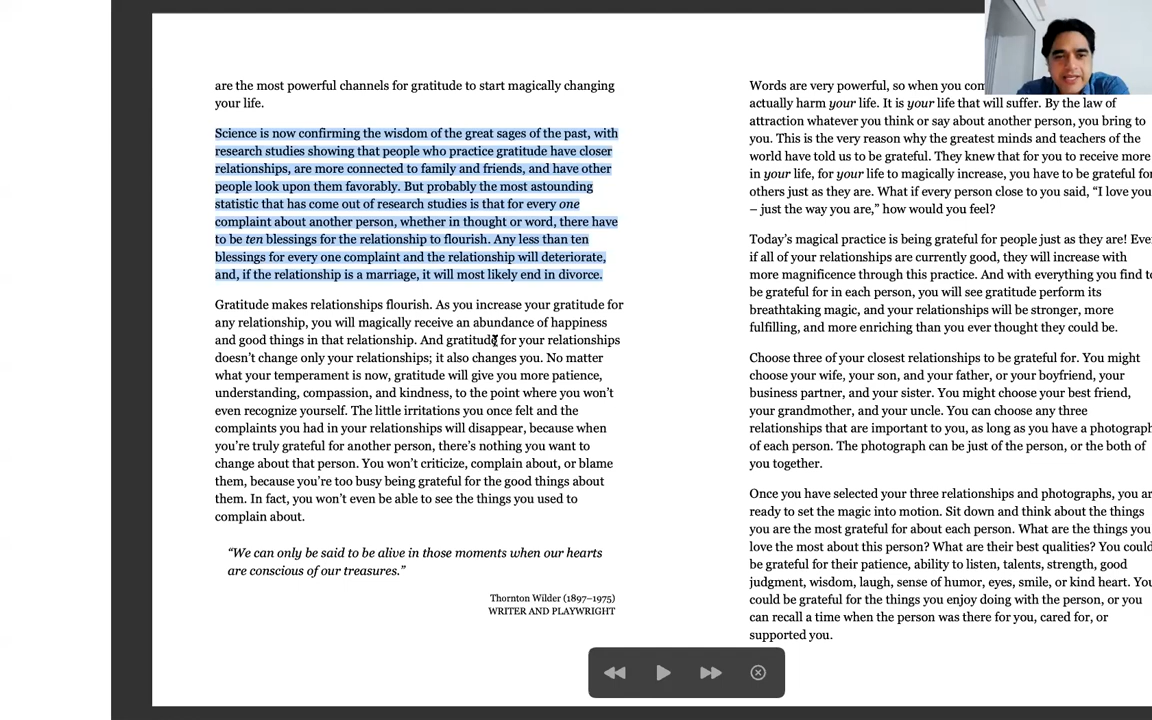 are the most powerful channels for gratitude to start magically changing
your life.
Science is now confirming the wisdom of the great sages of the past, with
research studies showing that people who practice gratitude have closer
relationships, are more connected to family and friends, and have other
people look upon them favorably. But probably the most astounding
statistic that has come out of research studies is that for every one
complaint about another person, whether in thought or word, there have
to be ten blessings for the relationship to flourish. Any less than ten
blessings for every one complaint and the relationship will deteriorate,
and, if the relationship is a marriage, it will most likely end in divorce.
Gratitude makes relationships flourish. As you increase your gratitude for
any relationship, you will magically receive an abundance of happiness
and good things in that relationship. And gratitude for your relationships
doesn’t change only your relationships; it also changes you. No matter
what your temperament is now, gratitude will give you more patience,
understanding, compassion, and kindness, to the point where you won’t
even recognize yourself. The little irritations you once felt and the
complaints you had in your relationships will disappear, because when
you’re truly grateful for another person, there’s nothing you want to
change about that person. You won’t criticize, complain about, or blame
them, because you’re too busy being grateful for the good things about
them. In fact, you won’t even be able to see the things you used to
complain about.
“We can only be said to be alive in those moments when our hearts
are conscious of our treasures.”
Thornton Wilder (1897–1975)
WRITER AND PLAYWRIGHT
Words are very powerful, so when you
actually harm your life. It is your life that will suffer. By the law of
attraction whatever you think or say about another person, you bring to
you. This is the very reason why the greatest minds and teachers of the
world have told us to be grateful. They knew that for you to receive more
in your life, for your life to magically increase, you have to be grateful for
others just as they are. What if every person close to you said, “I love you
– just the way you are,” how would you feel?
Today’s magical practice is being grateful for people just as they are! Eve
if all of your relationships are currently good, they will increase with
more magnificence through this practice. And with everything you find to
be grateful for in each person, you will see gratitude perform its
breathtaking magic, and your relationships will be stronger, more
fulfilling, and more enriching than you ever thought they could be.
Choose three of your closest relationships to be grateful for. You might
choose your wife, your son, and your father, or your boyfriend, your
business partner, and your sister. You might choose your best friend,
your grandmother, and your uncle. You can choose any three
relationships that are important to you, as long as you have a photograph
of each person. The photograph can be just of the person, or the both of
you together.
Once you have selected your three relationships and photographs, you ar
ready to set the magic into motion. Sit down and think about the things
you are the most grateful for about each person. What are the things you
love the most about this person? What are their best qualities? You could
be grateful for their patience, ability to listen, talents, strength, good
judgment, wisdom, laugh, sense of humor, eyes, smile, or kind heart. You
could be grateful for the things you enjoy doing with the person, or you
can recall a time when the person was there for you, cared for, or
supported you.